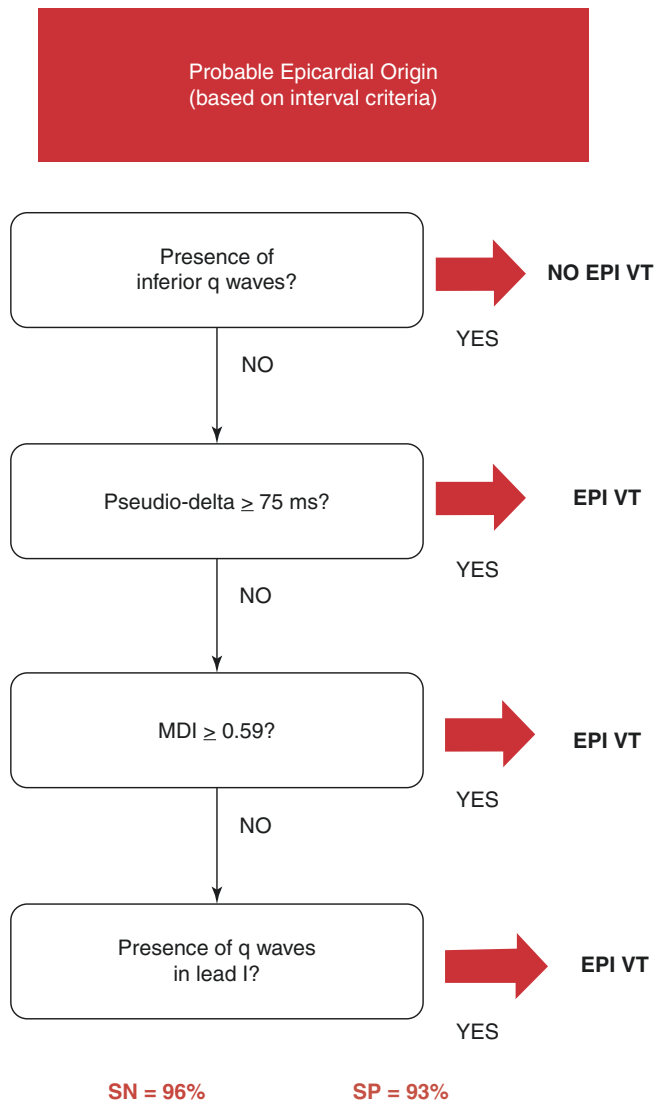 Probable Epicardial Origin
(based on interval criteria)
Presence of
inferior q waves?
NO EPI VT
YES
NO
Pseudio-delta ≥ 75 ms?
EPI VT
YES
NO
MDI ≥ 0.59?
EPI VT
YES
NO
Presence of q waves
in lead I?
EPI VT
YES
SN = 96%
SP = 93%